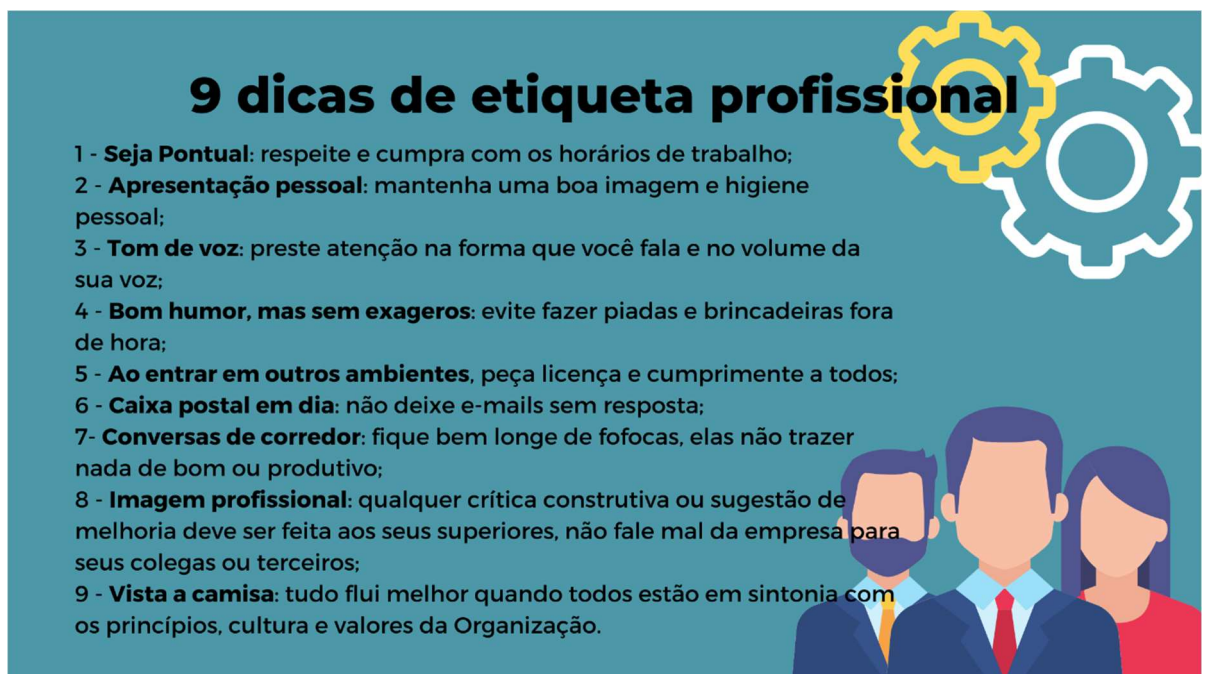 9 dicas de etiqueta profissional
1 - Seja Pontual: respeite e cumpra com os horários de trabalho;
2 - Apresentação pessoal: mantenha uma boa imagem e higiene
pessoal;
3 - Tom de voz: preste atenção na forma que você fala e no volume da
sua voz;
4 - Bom humor, mas sem exageros: evite fazer piadas e brincadeiras fora
de hora;
5 - Ao entrar em outros ambientes, peça licença e cumprimente a todos;
6 - Caixa postal em dia: não deixe e-mails sem resposta;
7- Conversas de corredor: fique bem longe de fofocas, elas não trazer
nada de bom ou produtivo;
8 - Imagem profissional: qualquer crítica construtiva ou sugestão de
melhoria deve ser feita aos seus superiores, não fale mal da empresa para
seus colegas ou terceiros;
9 - Vista a camisa: tudo flui melhor quando todos estão em sintonia com
os princípios, cultura e valores da Organização.